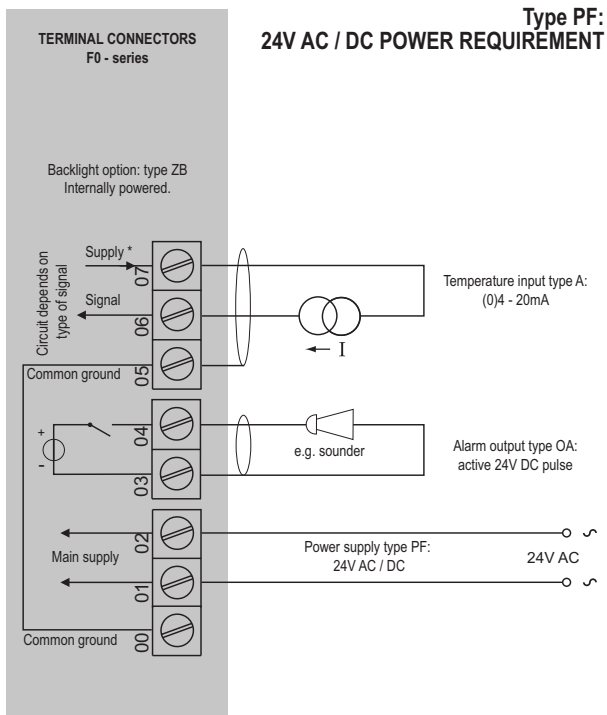 Type PF:
24V AC / DC POWER REQUIREMENT
TERMINAL CONNECTORS
F0 - series
Backlight option: type ZB
Internally powered.
Circuit depends on
type of signal
Supply *
07
Signal
06
Common ground
05
Temperature input type A:
(0)4 - 20mA
I
+
-
04
03
e.g. sounder
Alarm output type OA:
active 24V DC pulse
02
Main supply
01
Power supply type PF:
24V AC / DC
24V AC
Common ground
00